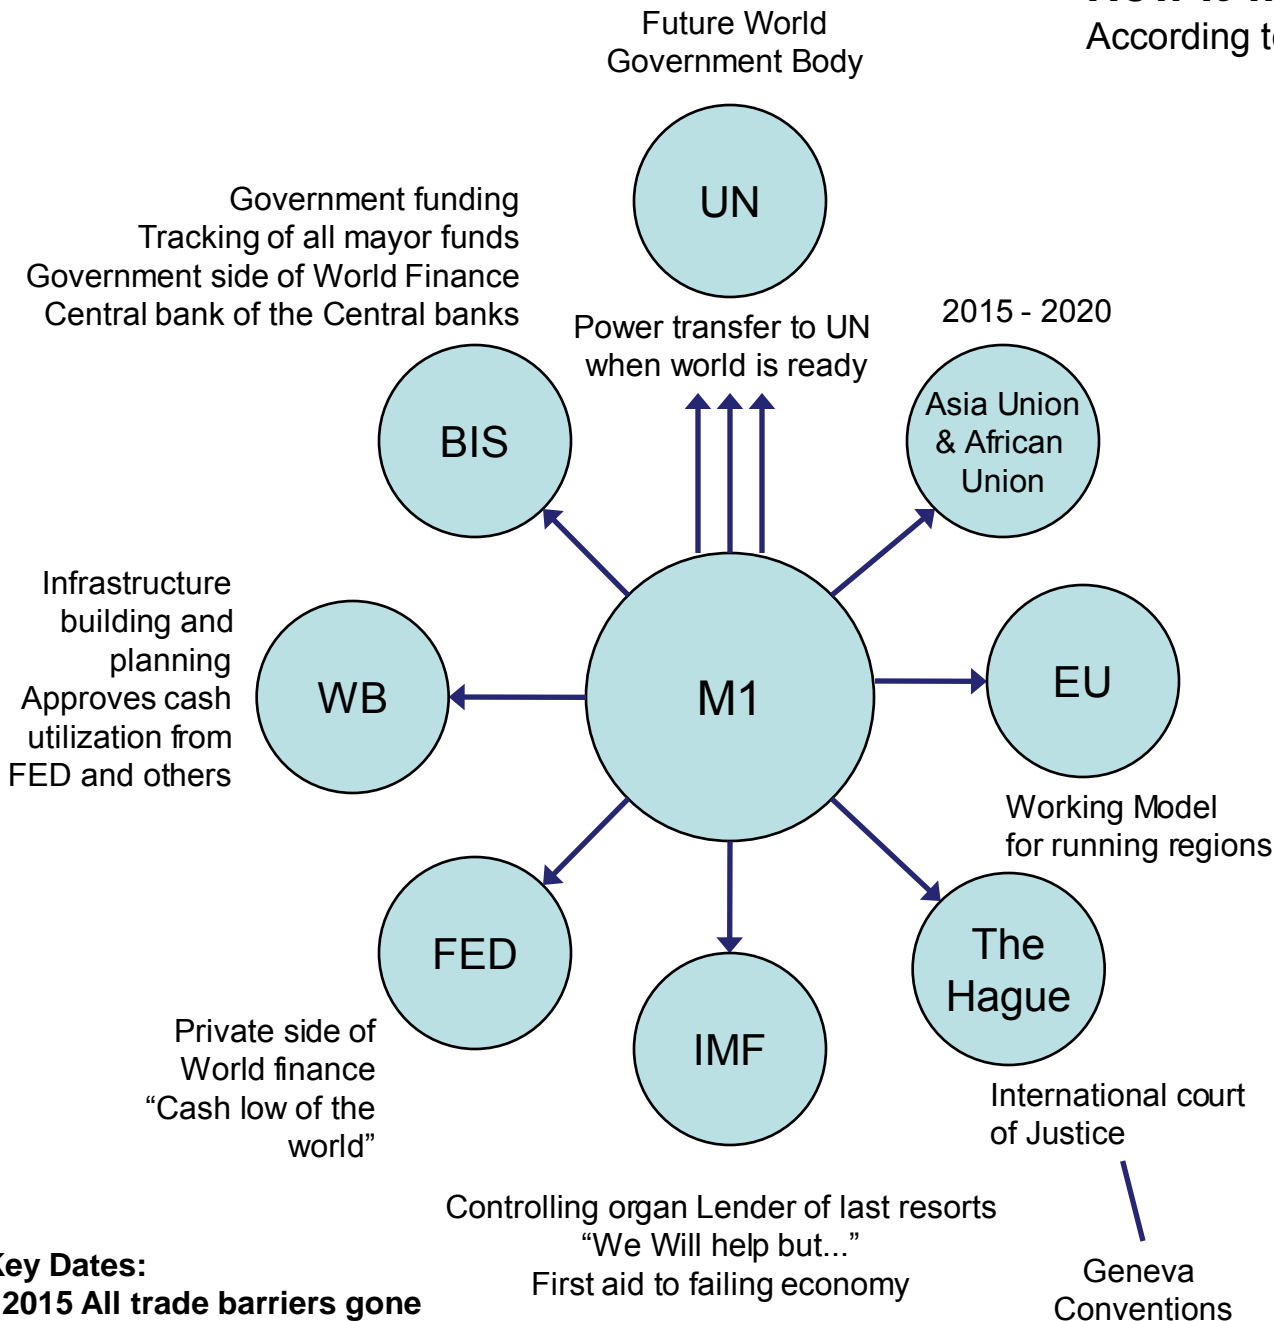 According
Future World
Government Body
UN
Government funding
Tracking of all mayor funds
Government side of World Finance
Central bank of the Central banks
Power transfer to UN
when world is ready
2015 - 2020
Asia Union
& African
Union
BIS
Infrastructure
building and
planning
Approves cash
utilization from
FED and others
WB
M1
EU
Working Model
for running regions
FED
The
Hague
IMF
Private side of
World finance
“Cash low of the
world”
International court
of Justice
Controlling organ Lender of last resorts
“We Will help but...”
First aid to failing economy
Key Dates:
2015 All trade barriers gone
Geneva
Conventions